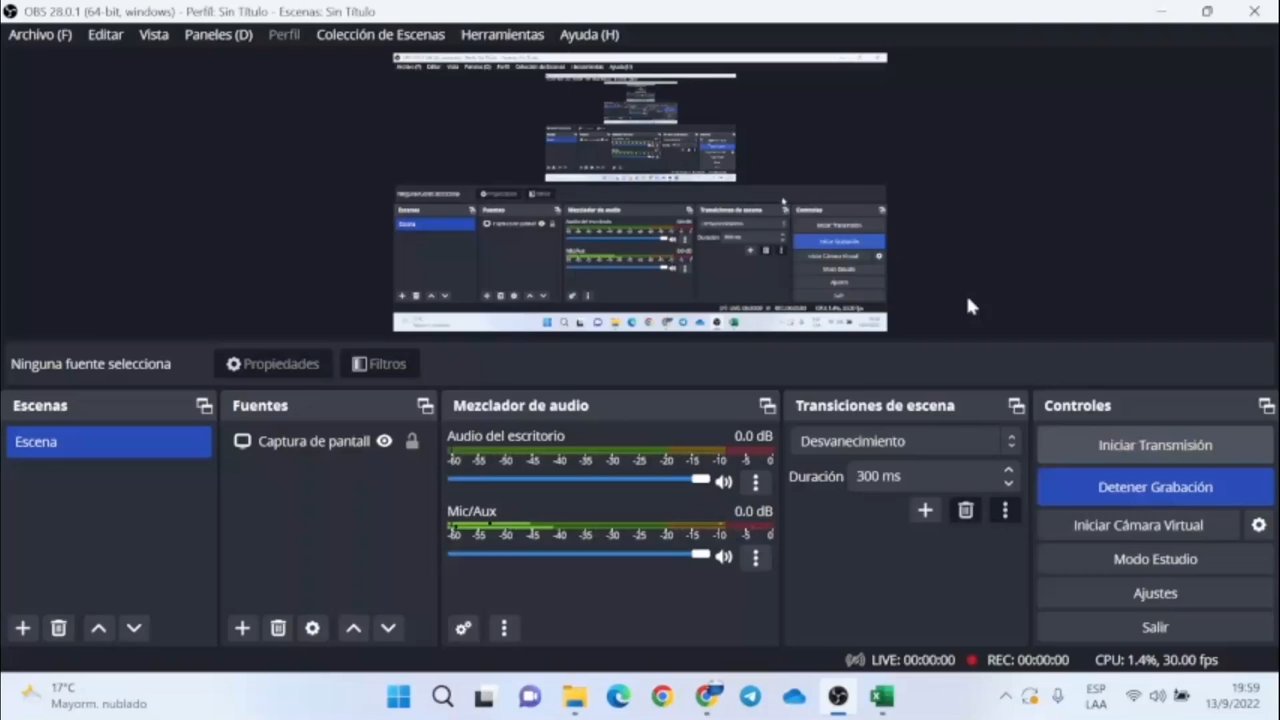 OBS 28.0.1 (64-bit, windows) - Perfil: Sin Título - Escenas: Sin Título
Archivo (F) Editar Vista Paneles (D) Perfil Colección de Escenas Herramientas Ayuda (H)
Ninguna fuente selecciona Propiedades Filtros
Escenas Fuentes Mezclador de audio Transiciones de escena Controles
Escena
Captura de pantall
Audio del escritorio 0.0 dB
-60 -55 -50 -45 -40 -35 -30 -25 -20 -15 -10 -5 0
Mic/Aux 0.0 dB
-60 -55 -50 -45 -40 -35 -30 -25 -20 -15 -10 -5 0
Desvanecimiento
Duración 300 ms
Iniciar Transmisión
Detener Grabación
Iniciar Cámara Virtual
Modo Estudio
Ajustes
Salir
LIVE: 00:00:00 REC: 00:00:00 CPU: 1.4%, 30.00 fps
17°C
Mayorm. nublado
ESP
LAA
19:59
13/9/2022